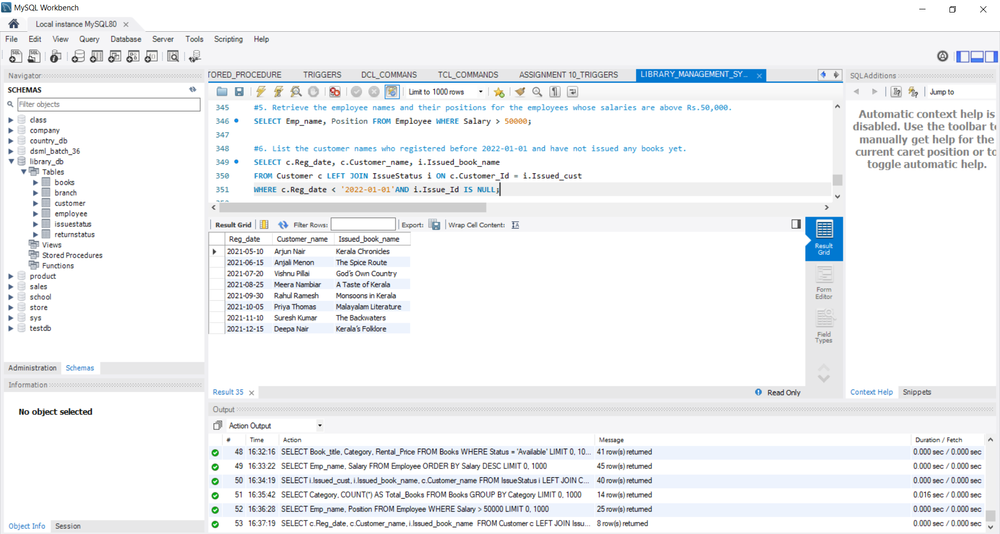 MySQL Workbench
Local instance MySQL80
File Edit View Query Database Server Tools Scripting Help
Navigator
SCHEMAS
Filter objects
class
company
country_db
dsml_batch_36
library_db
Tables
books
branch
customer
employee
issuestatus
returnstatus
Views
Stored Procedures
Functions
product
sales
school
store
sys
testdb
Administration Schemas
Information
No object selected
Object Info Session
TORED_PROCEDURE TRIGGERS DCL_COMMANS TCL_COMMANDS ASSIGNMENT 10_TRIGGERS LIBRARY_MANAGEMENT_SY...
Limit to 1000 rows
345 #5. Retrieve the employee names and their positions for the employees whose salaries are above Rs.50,000.
346 SELECT Emp_name, Position FROM Employee WHERE Salary > 50000;
347
348 #6. List the customer names who registered before 2022-01-01 and have not issued any books yet.
349 SELECT c.Reg_date, c.Customer_name, i.Issued_book_name
350 FROM Customer c LEFT JOIN IssueStatus i ON c.Customer_Id = i.Issued_cust
351 WHERE c.Reg_date < '2022-01-01'AND i.Issue_Id IS NULL;
Result Grid Filter Rows: Export: Wrap Cell Content:
Reg_date Customer_name Issued_book_name
2021-05-10 Arjun Nair Kerala Chronicles
2021-06-15 Anjali Menon The Spice Route
2021-07-20 Vishnu Pillai God's Own Country
2021-08-25 Meera Nambiar A Taste of Kerala
2021-09-30 Rahul Ramesh Monsoons in Kerala
2021-10-05 Priya Thomas Malayalam Literature
2021-11-10 Suresh Kumar The Backwaters
2021-12-15 Deepa Nair Kerala's Folklore
Result Grid
Form Editor
Field Types
Result 35
Read Only
SQLAdditions
Jump to
Automatic context help is
disabled. Use the toolbar to
manually get help for the
current caret position or to
toggle automatic help.
Context Help Snippets
Output
Action Output
# Time Action Message Duration / Fetch
48 16:32:16 SELECT Book_title, Category, Rental_Price FROM Books WHERE Status = 'Available' LIMIT 0, 10... 41 row(s) returned 0.000 sec / 0.000 sec
49 16:33:22 SELECT Emp_name, Salary FROM Employee ORDER BY Salary DESC LIMIT 0, 1000 45 row(s) returned 0.000 sec / 0.000 sec
50 16:34:19 SELECT i.Issued_cust, i.Issued_book_name, c.Customer_name FROM IssueStatus i LEFT JOIN C... 40 row(s) returned 0.000 sec / 0.000 sec
51 16:35:42 SELECT Category, COUNT(*) AS Total_Books FROM Books GROUP BY Category LIMIT 0, 1000 14 row(s) returned 0.016 sec / 0.000 sec
52 16:36:28 SELECT Emp_name, Position FROM Employee WHERE Salary > 50000 LIMIT 0, 1000 25 row(s) returned 0.000 sec / 0.000 sec
53 16:37:19 SELECT c.Reg_date, c.Customer_name, i.Issued_book_name FROM Customer c LEFT JOIN Issu... 8 row(s) returned 0.000 sec / 0.000 sec